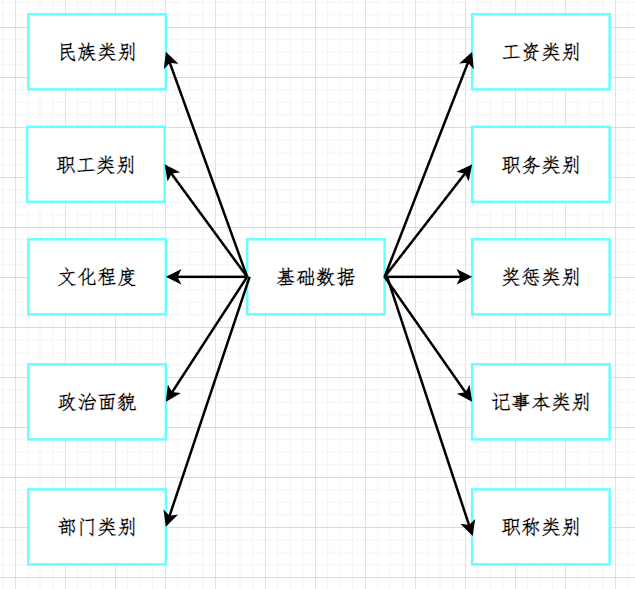 民族类别
工资类别
职工类别
职务类别
文化程度
基础数据
奖惩类别
政治面貌
记事本类别
部门类别
职称类别